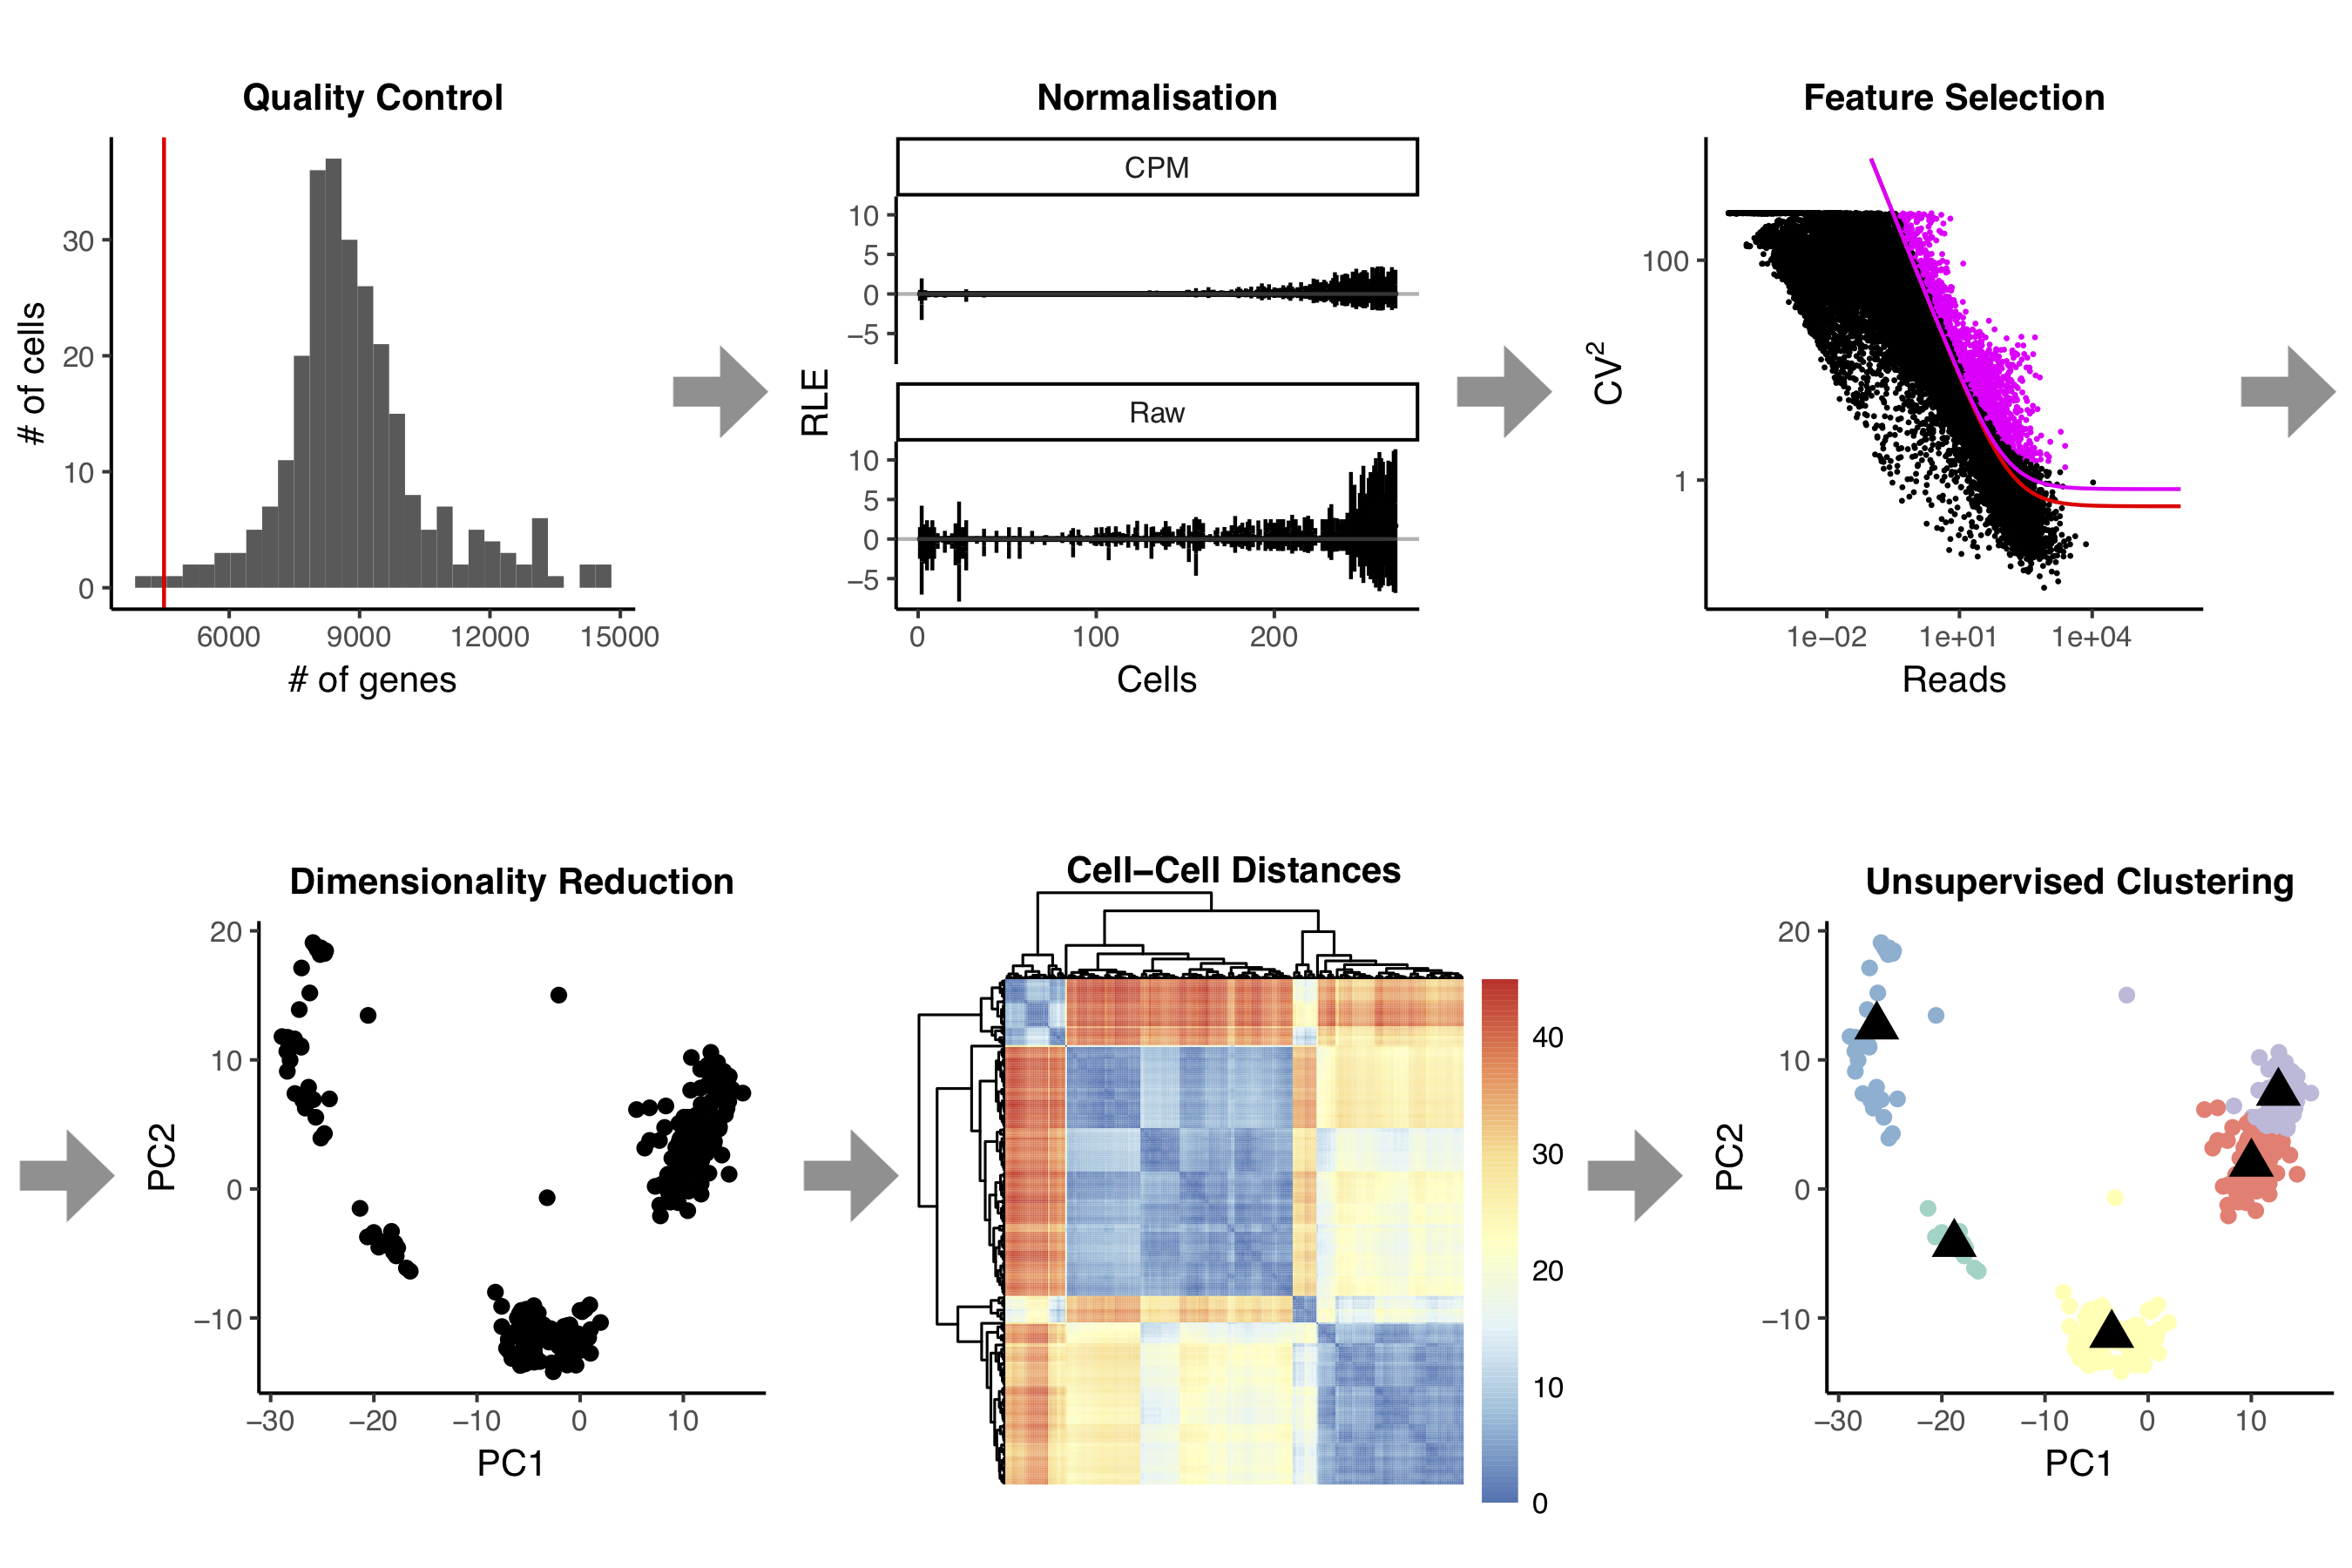 Quality Control
# of cells
30
20
10
0
6000 9000 12000 15000
# of genes
Normalisation
RLE
CPM
10
5
0
−5
Raw
10
5
0
−5
0 100 200
Cells
Feature Selection
CV²
100
1
1e−02 1e+01 1e+04
Reads
Dimensionality Reduction
PC2
20
10
0
−10
−30 −20 −10 0 10
PC1
Cell−Cell Distances
40
30
20
10
0
Unsupervised Clustering
PC2
20
10
0
−10
−30 −20 −10 0 10
PC1